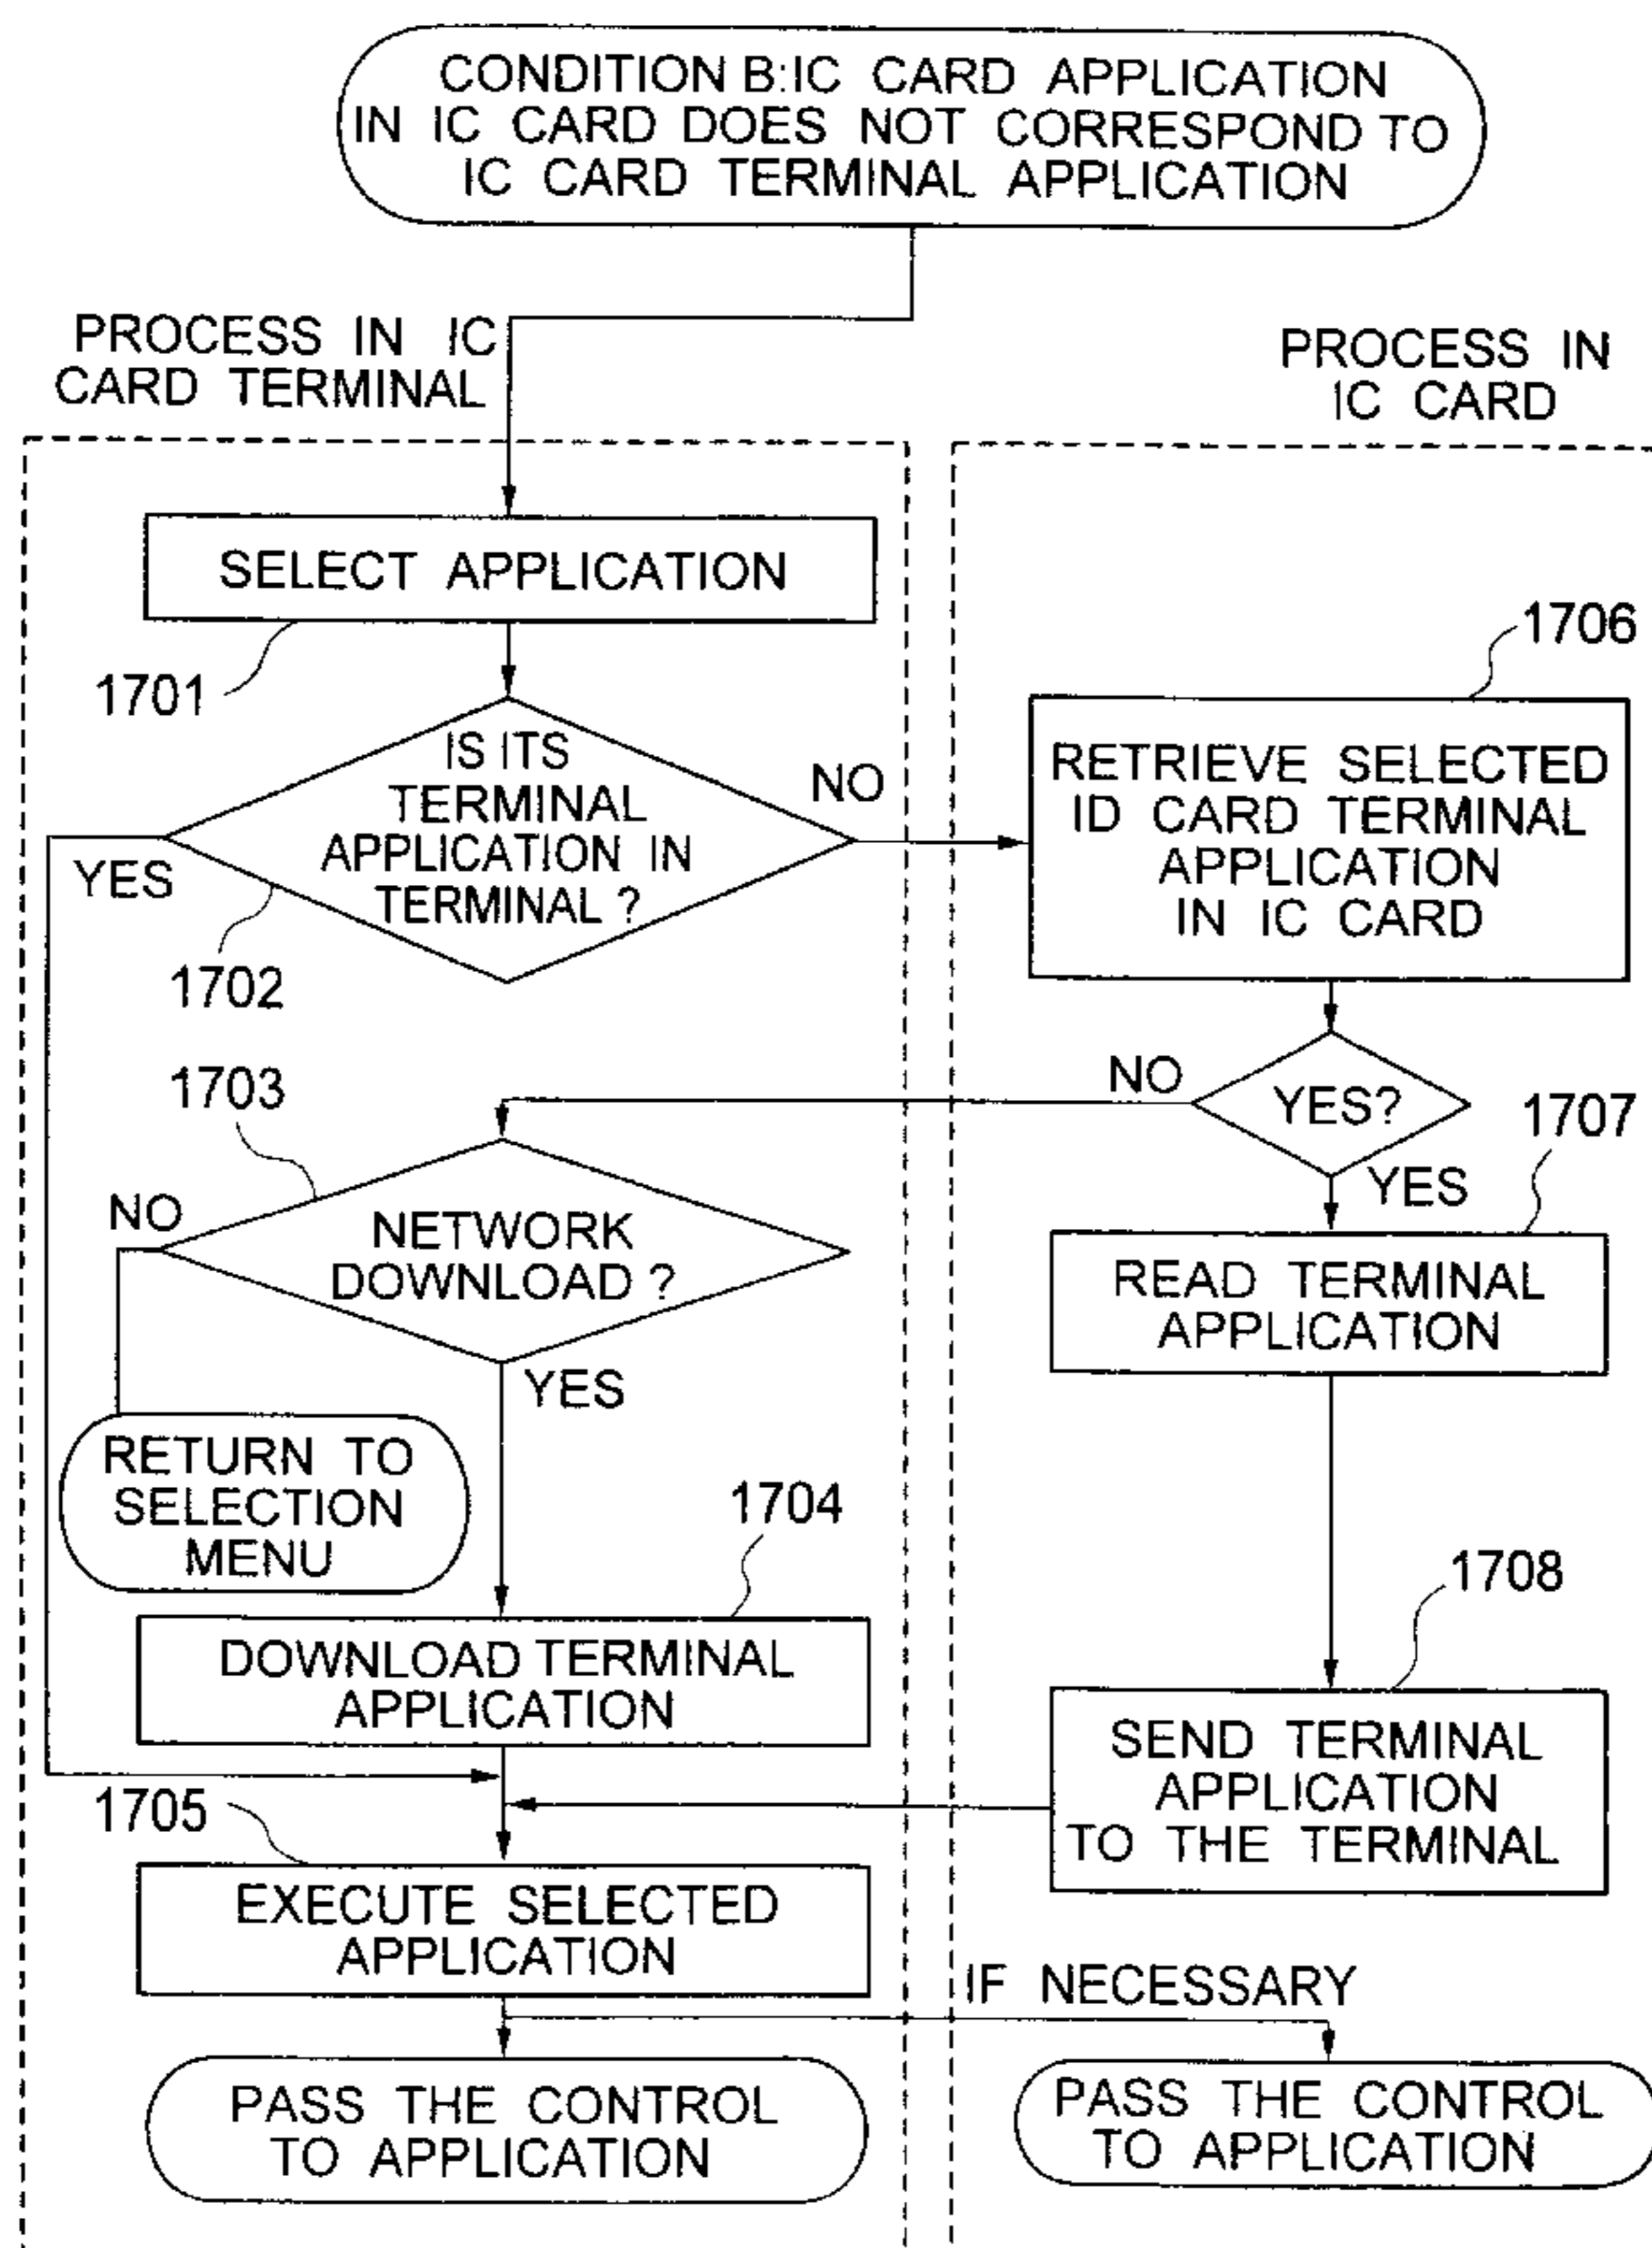 CONDITION B:IC CARD APPLICATION
IN IC CARD DOES NOT CORRESPOND TO
IC CARD TERMINAL APPLICATION
PROCESS IN IC
CARD TERMINAL
PROCESS IN
IC CARD
SELECT APPLICATION
1701
IS ITS
TERMINAL
APPLICATION IN
TERMINAL ?
NO
YES
1702
1706
RETRIEVE SELECTED
ID CARD TERMINAL
APPLICATION
IN IC CARD
NO
YES?
YES
1703
NO
NETWORK
DOWNLOAD ?
YES
1707
READ TERMINAL
APPLICATION
RETURN TO
SELECTION
MENU
1704
DOWNLOAD TERMINAL
APPLICATION
1708
SEND TERMINAL
APPLICATION
TO THE TERMINAL
1705
EXECUTE SELECTED
APPLICATION
IF NECESSARY
PASS THE CONTROL
TO APPLICATION
PASS THE CONTROL
TO APPLICATION